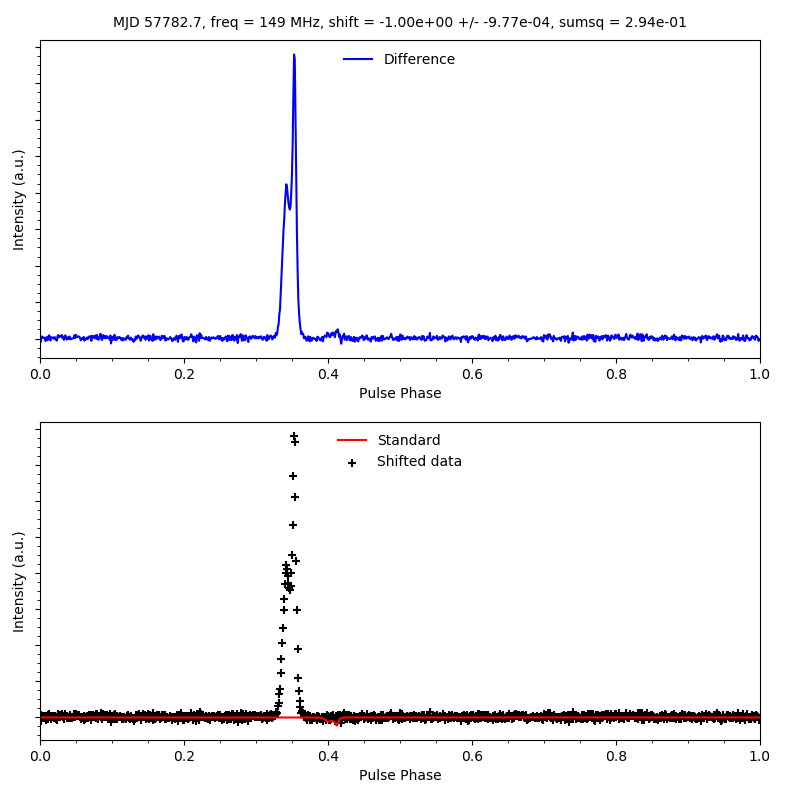 MJD 57782.7, freq = 149 MHz, shift = -1.00e+00 +/- -9.77e-04, sumsq = 2.94e-01
Difference
Intensity (a.u.)
0.0 0.2 0.4 0.6 0.8 1.0
Pulse Phase
Standard
Shifted data
Intensity (a.u.)
0.0 0.2 0.4 0.6 0.8 1.0
Pulse Phase